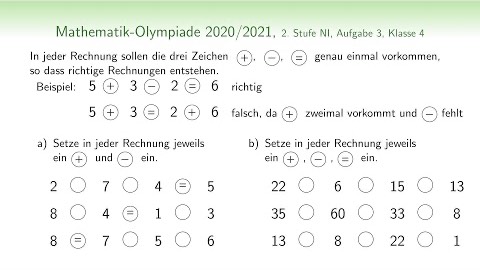 Mathematik-Olympiade 2020/2021, 2. Stufe NI, Aufgabe 3, Klasse 4
In jeder Rechnung sollen die drei Zeichen ⊕, ⊖, ⊜ genau einmal vorkommen,
so dass richtige Rechnungen entstehen.
Beispiel: 5 ⊕ 3 ⊖ 2 ⊜ 6 richtig
5 ⊕ 3 ⊜ 2 ⊕ 6 falsch, da ⊕ zweimal vorkommt und ⊖ fehlt
a) Setze in jeder Rechnung jeweils
ein ⊕ und ⊖ ein.
2 ◯ 7 ◯ 4 ⊜ 5
8 ◯ 4 ⊜ 1 ◯ 3
8 ⊜ 7 ◯ 5 ◯ 6
b) Setze in jeder Rechnung jeweils
ein ⊕, ⊖, ⊜ ein.
22 ◯ 6 ◯ 15 ◯ 13
35 ◯ 60 ◯ 33 ◯ 8
13 ◯ 8 ◯ 22 ◯ 1